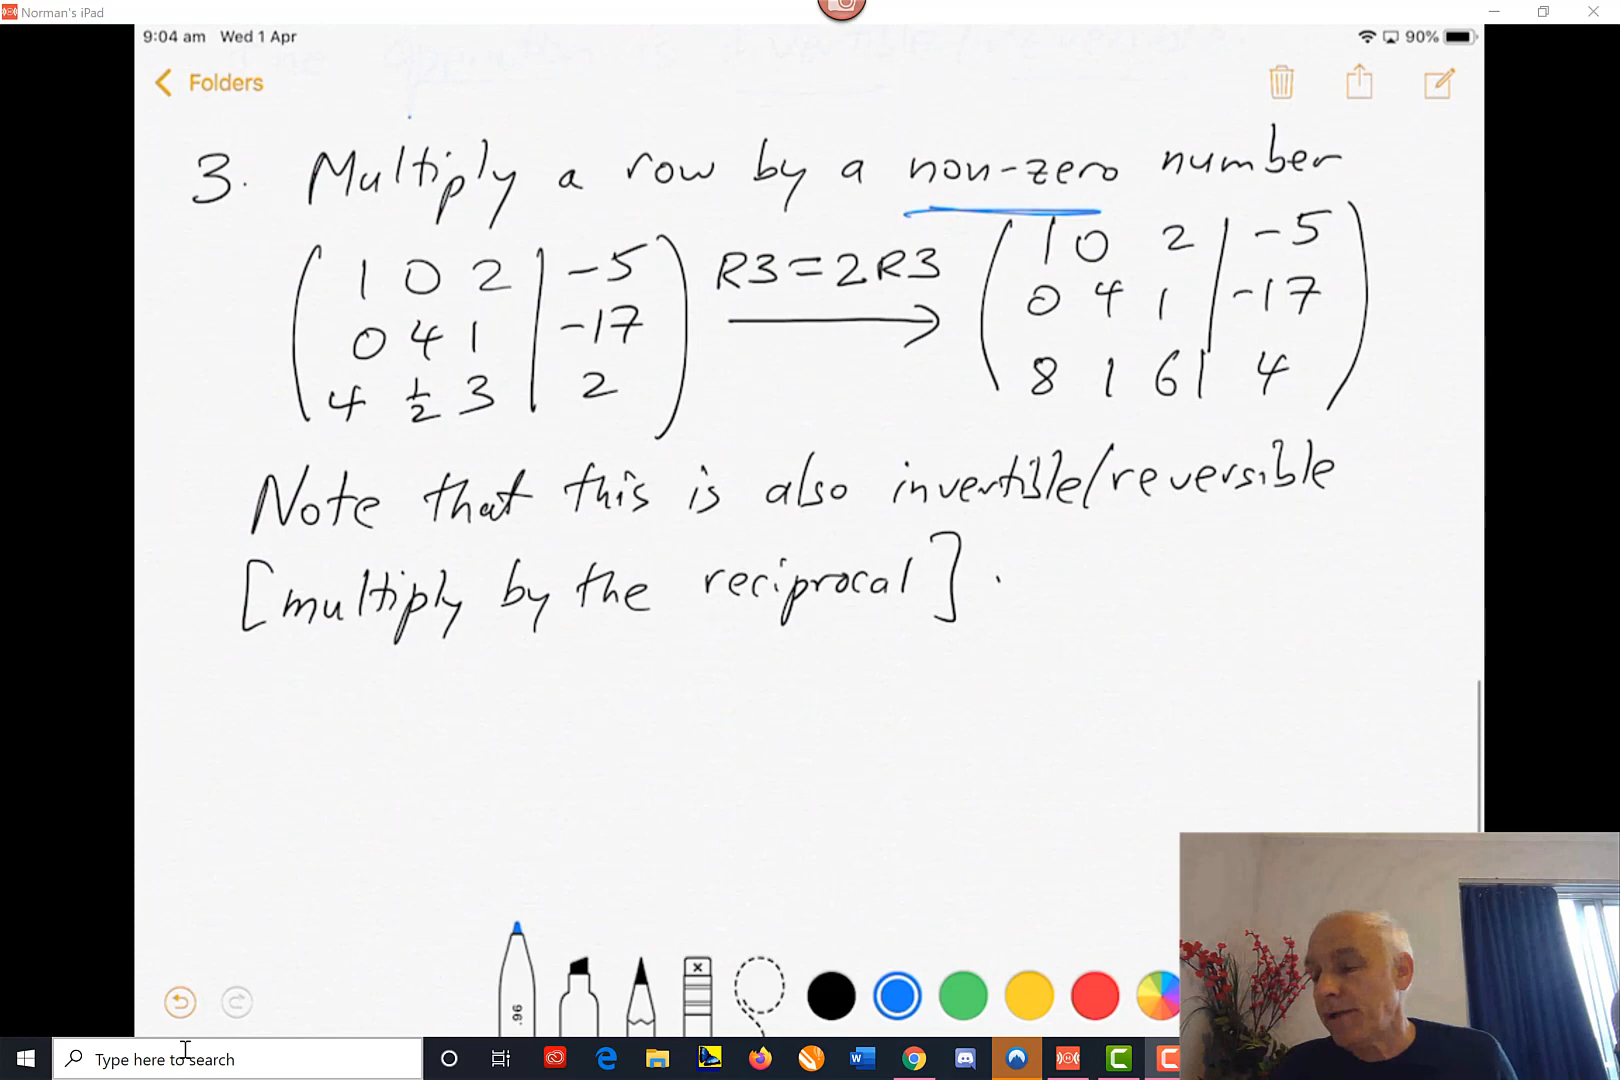 Norman's iPad
9:04 am Wed 1 Apr
90%
Folders
3. Multiply a row by a non-zero number
1 0 2 | -5
0 4 1 | -17
4 ½ 3 | 2
R3=2R3
1 0 2 | -5
0 4 1 | -17
8 1 6 | 4
Note that this is also invertible/reversible
[multiply by the reciprocal].
.96
Type here to search